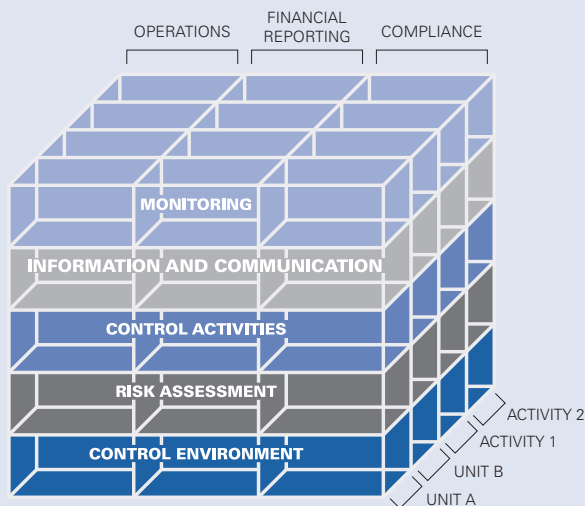 OPERATIONS
FINANCIAL
REPORTING
COMPLIANCE
MONITORING
INFORMATION AND COMMUNICATION
CONTROL ACTIVITIES
RISK ASSESSMENT
CONTROL ENVIRONMENT
ACTIVITY 2
ACTIVITY 1
UNIT B
UNIT A